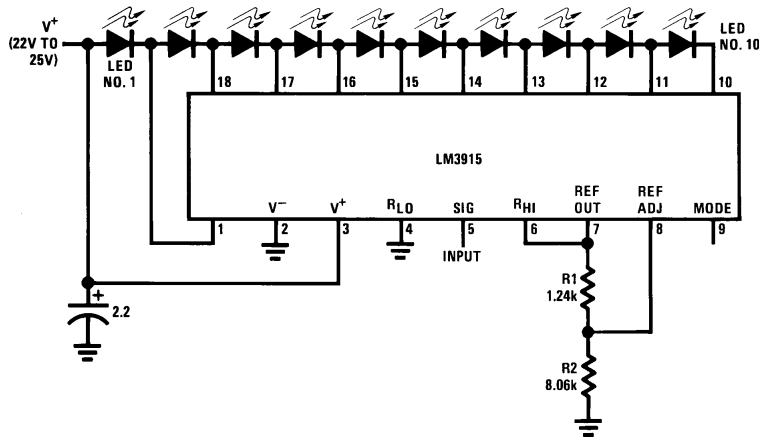 V+
(22V TO
25V)
LED
NO. 1
LED
NO. 10
18
17
16
15
14
13
12
11
10
LM3915
V−
V+
RLO
SIG
RHI
REF
OUT
REF
ADJ
MODE
1
2
3
4
5
6
7
8
9
INPUT
+
2.2
R1
1.24k
R2
8.06k